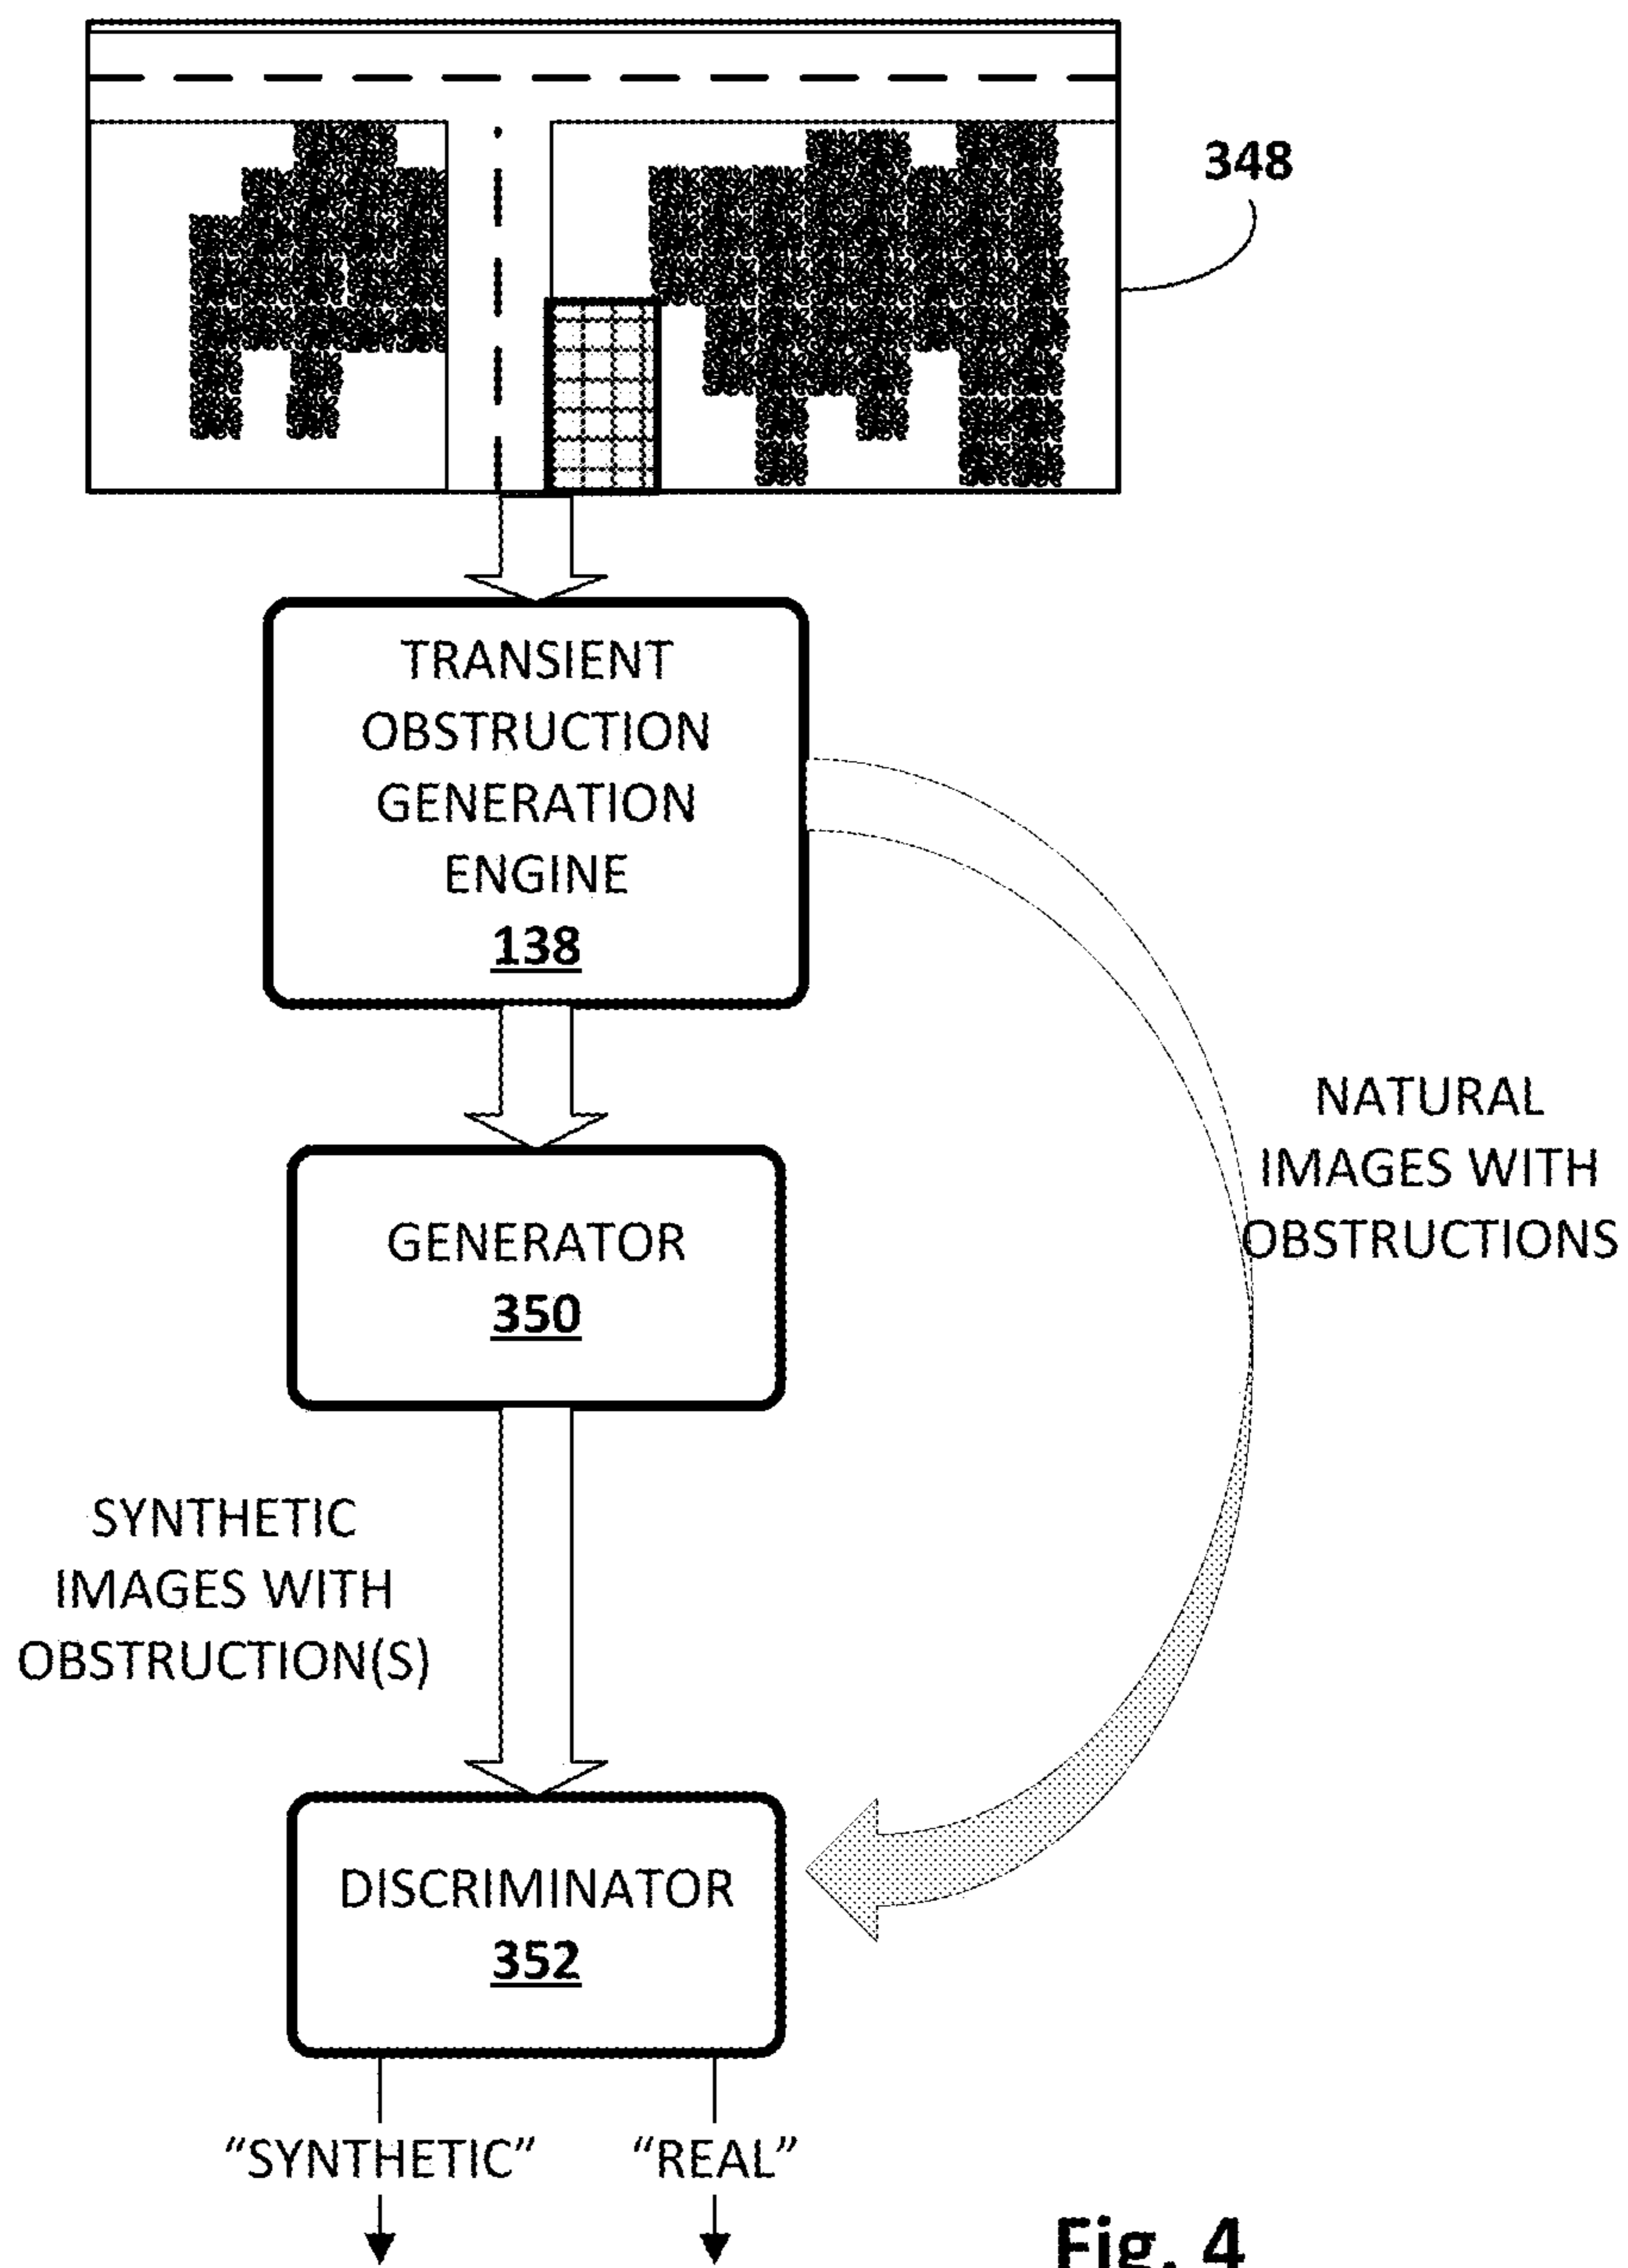 348
TRANSIENT
OBSTRUCTION
GENERATION
ENGINE
138
NATURAL
IMAGES WITH
OBSTRUCTIONS
GENERATOR
350
SYNTHETIC
IMAGES WITH
OBSTRUCTION(S)
DISCRIMINATOR
352
"SYNTHETIC" "REAL"
Fig. 4